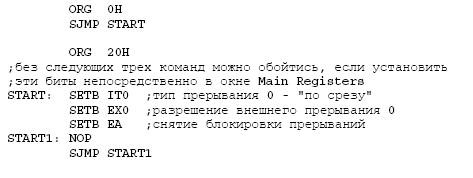 ORG 0H
SJMP START
ORG 20H
;без следующих трех команд можно обойтись, если установить
;эти биты непосредственно в окне Main Registers
START: SETB IT0 ;тип прерывания 0 - "по срезу"
SETB EX0 ;разрешение внешнего прерывания 0
SETB EA ;снятие блокировки прерываний
START1: NOP
SJMP START1